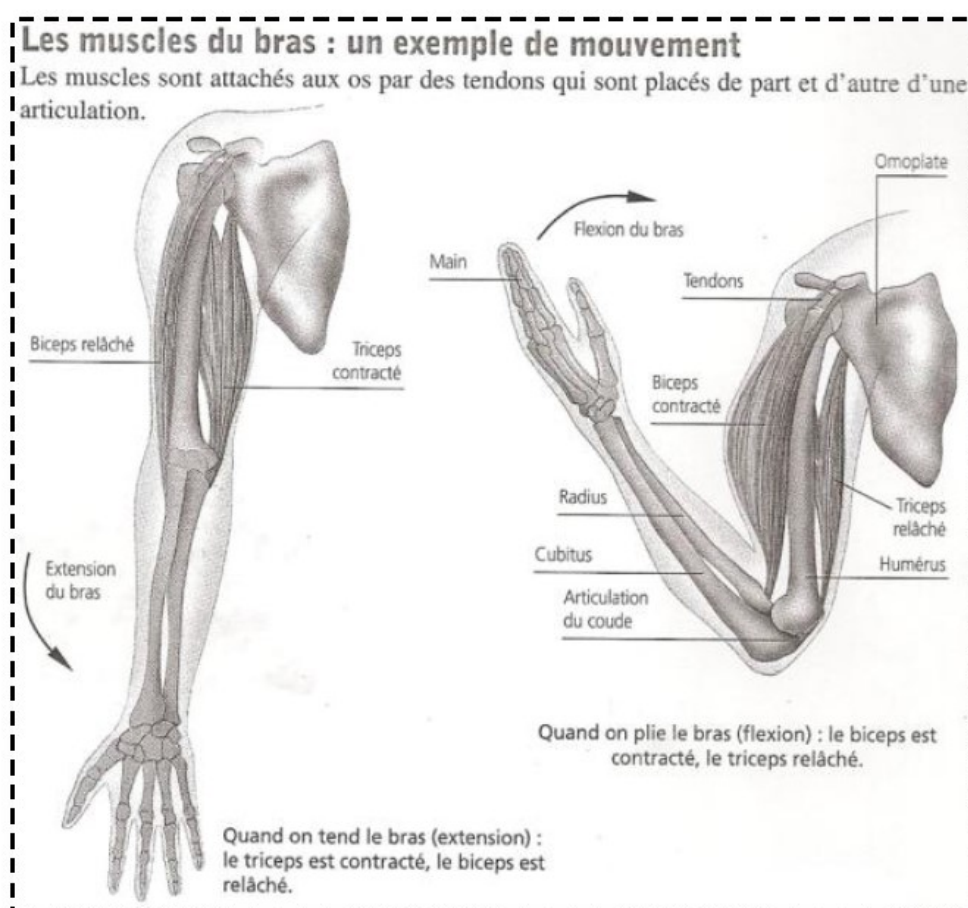 Les muscles du bras : un exemple de mouvement
Les muscles sont attachés aux os par des tendons qui sont placés de part et d'autre d'une
articulation.
Biceps relâché
Triceps
contracté
Extension
du bras
Quand on tend le bras (extension) :
le triceps est contracté, le biceps est
relâché.
Omoplate
Flexion du bras
Main
Tendons
Biceps
contracté
Radius
Triceps
relâché
Cubitus
Humérus
Articulation
du coude
Quand on plie le bras (flexion) : le biceps est
contracté, le triceps relâché.